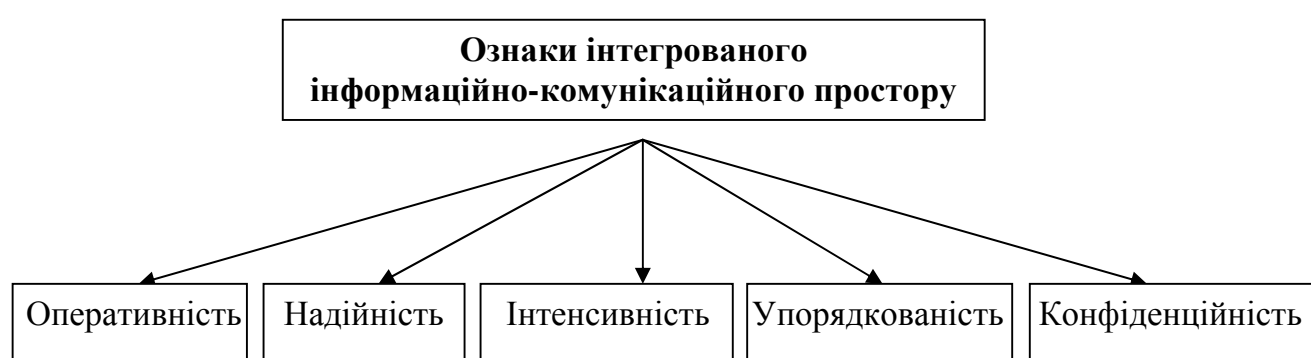 Ознаки інтегрованого
інформаційно-комунікаційного простору
Оперативність Надійність Інтенсивність Упорядкованість Конфіденційність